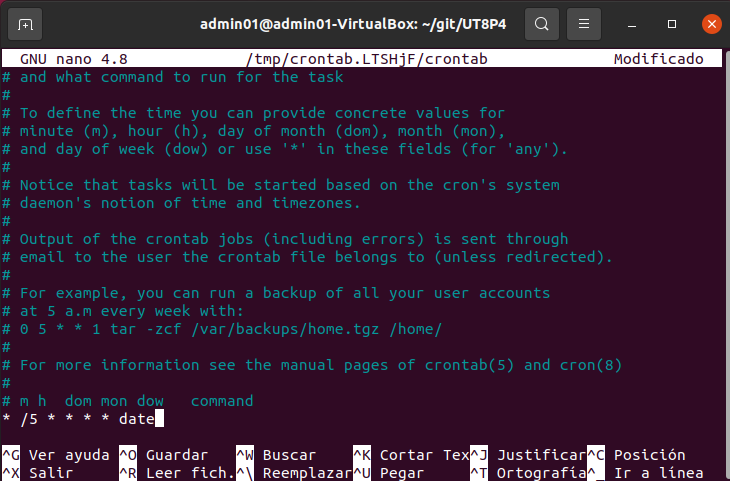 admin01@admin01-VirtualBox: ~/git/UT8P4
GNU nano 4.8 /tmp/crontab.LTSHjF/crontab Modificado
# and what command to run for the task
#
# To define the time you can provide concrete values for
# minute (m), hour (h), day of month (dom), month (mon),
# and day of week (dow) or use '*' in these fields (for 'any').
#
# Notice that tasks will be started based on the cron's system
# daemon's notion of time and timezones.
#
# Output of the crontab jobs (including errors) is sent through
# email to the user the crontab file belongs to (unless redirected).
#
# For example, you can run a backup of all your user accounts
# at 5 a.m every week with:
# 0 5 * * 1 tar -zcf /var/backups/home.tgz /home/
#
# For more information see the manual pages of crontab(5) and cron(8)
#
# m h  dom mon dow   command
* /5 * * * * date
^G Ver ayuda ^O Guardar ^W Buscar ^K Cortar Tex ^J Justificar ^C Posición
^X Salir ^R Leer fich. ^\ Reemplazar ^U Pegar ^T Ortografía ^_ Ir a línea